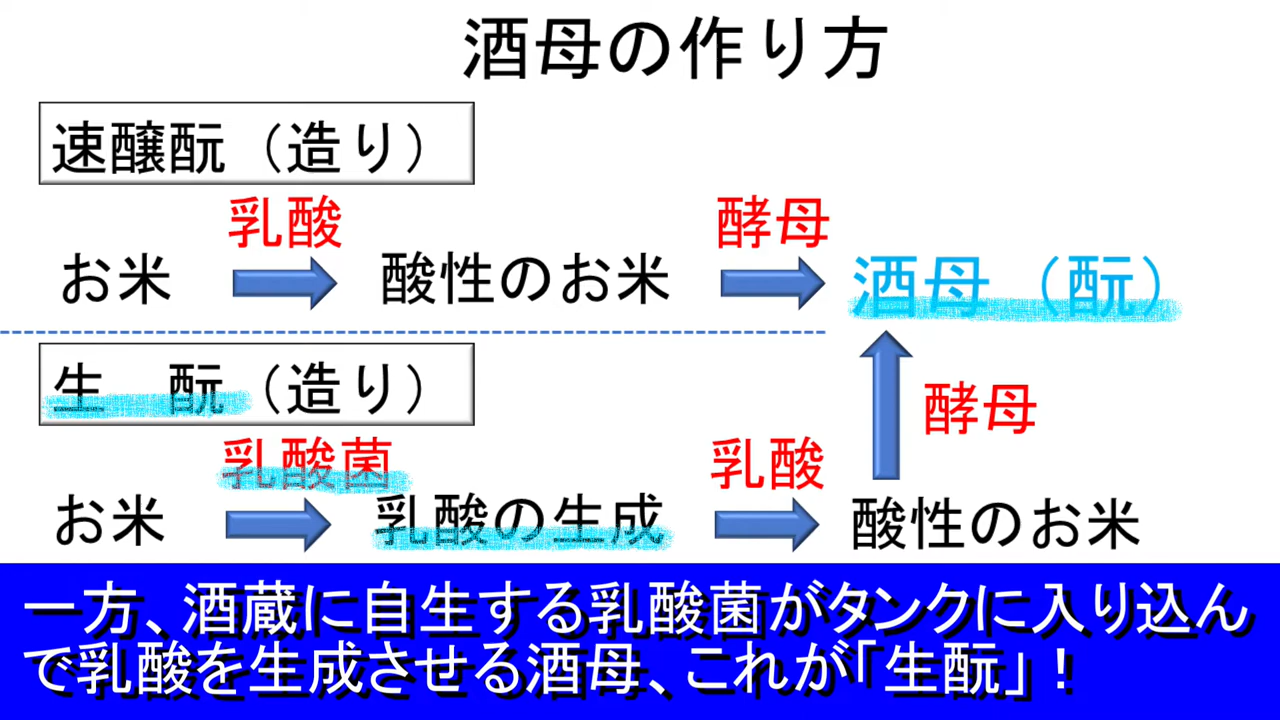 酒母の作り方
速醸酛（造り）
乳酸
酵母
お米
酸性のお米
酒母（酛）
生　酛（造り）
酵母
乳酸菌
乳酸
お米
乳酸の生成
酸性のお米
一方、酒蔵に自生する乳酸菌がタンクに入り込ん
で乳酸を生成させる酒母、これが「生酛」！